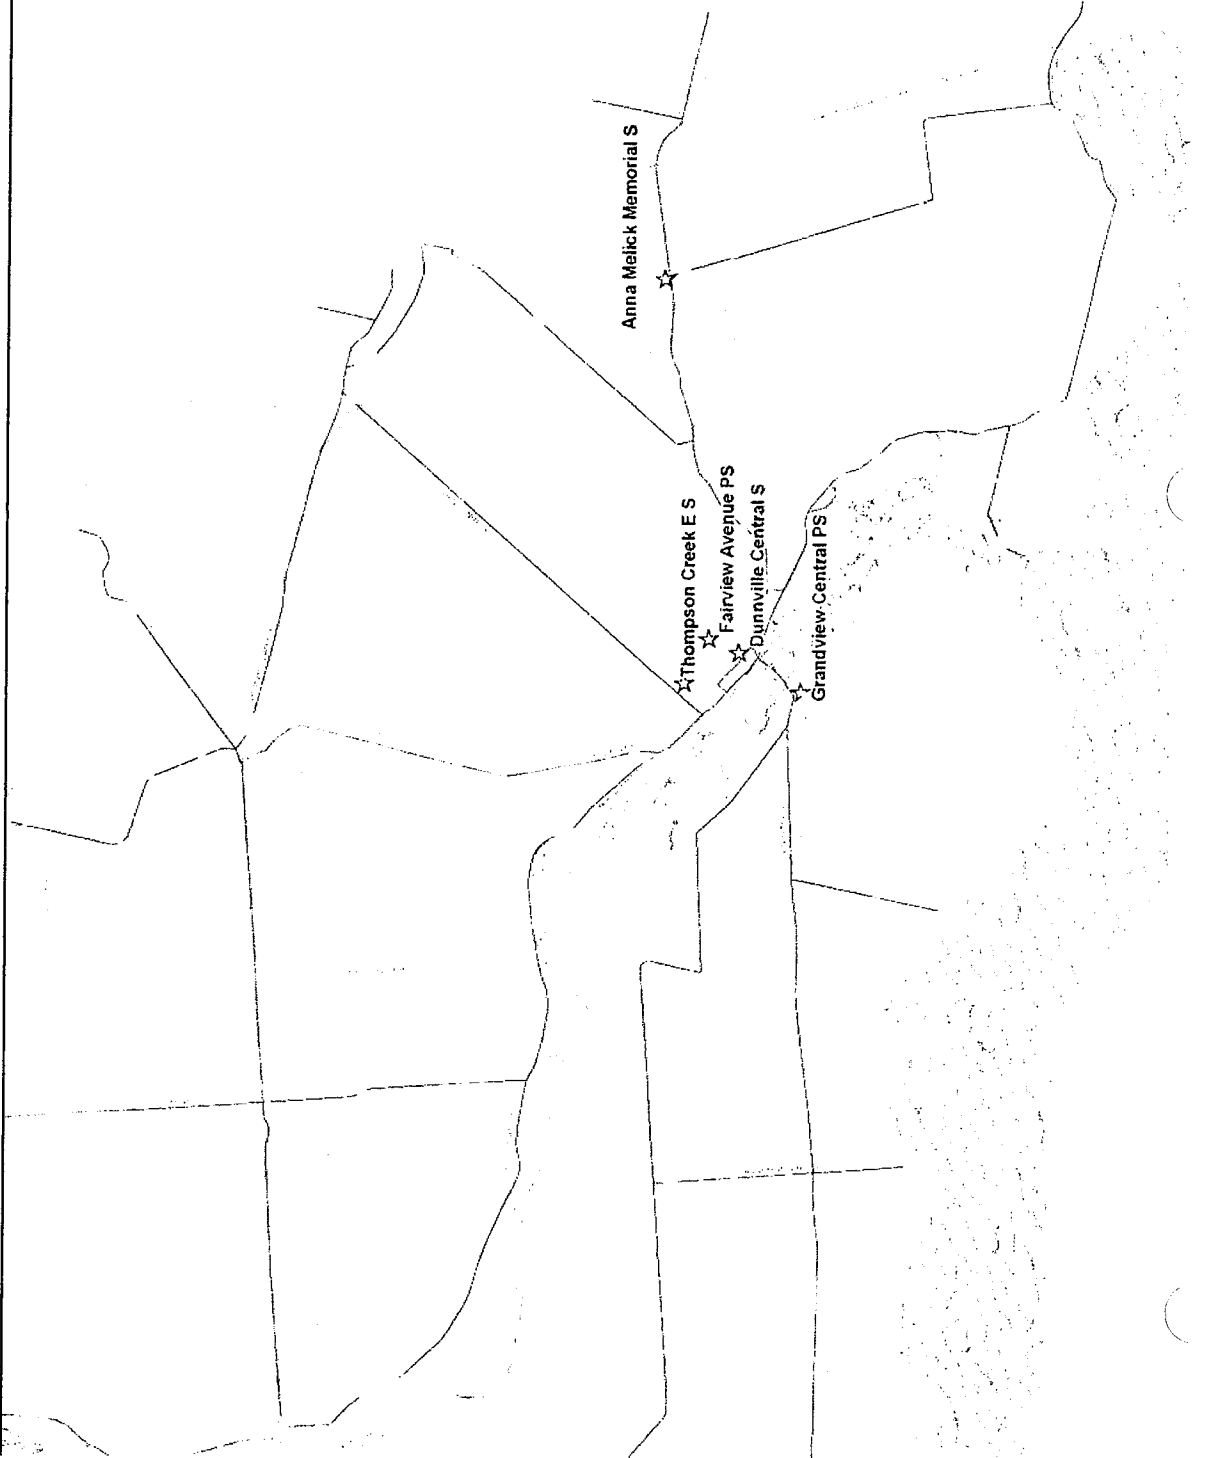 Anna Melick Memorial S
Thompson Creek E S
Fairview Avenue PS
Dunnville Central S
Grandview Central PS